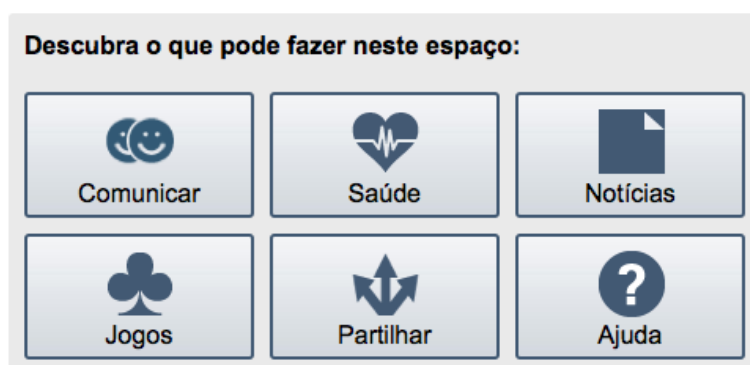 Descubra o que pode fazer neste espaço:
Comunicar
Saúde
Notícias
Jogos
Partilhar
Ajuda